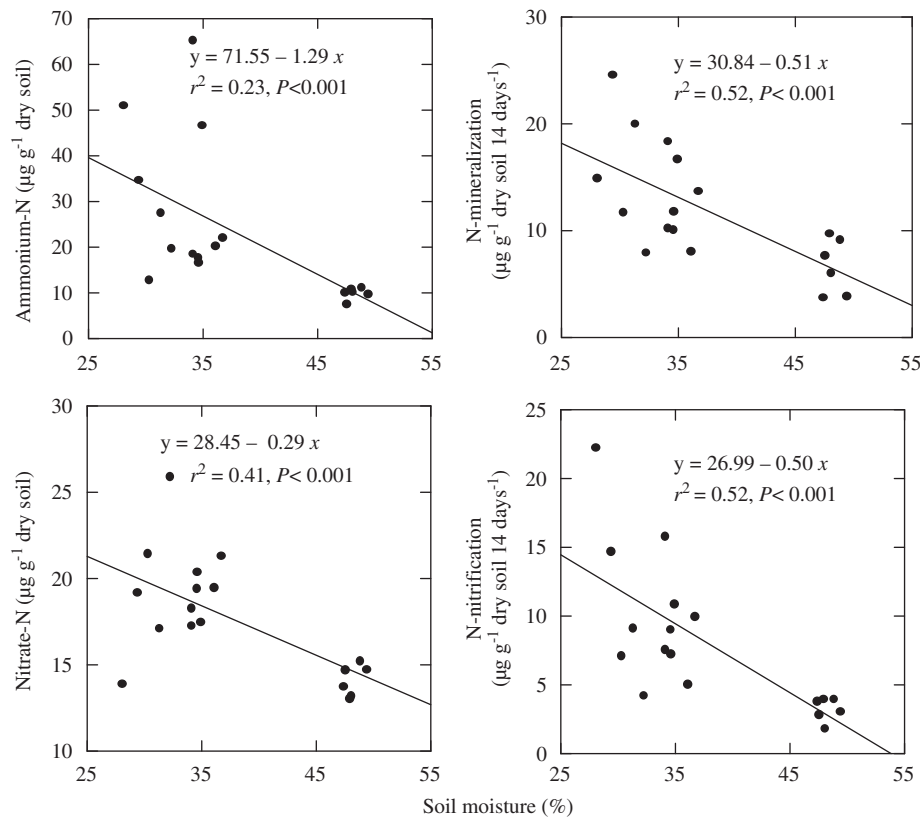 70
60
50
40
30
20
10
0
25
35
45
55
Ammonium-N (µg g⁻¹ dry soil)
y = 71.55 – 1.29 x
r² = 0.23, P<0.001
30
20
10
0
25
35
45
55
N-mineralization
(µg g⁻¹ dry soil 14 days⁻¹)
y = 30.84 – 0.51 x
r² = 0.52, P< 0.001
30
25
20
15
10
25
35
45
55
Nitrate-N (µg g⁻¹ dry soil)
y = 28.45 – 0.29 x
r² = 0.41, P< 0.001
25
20
15
10
5
0
25
35
45
55
N-nitrification
(µg g⁻¹ dry soil 14 days⁻¹)
y = 26.99 – 0.50 x
r² = 0.52, P< 0.001
Soil moisture (%)